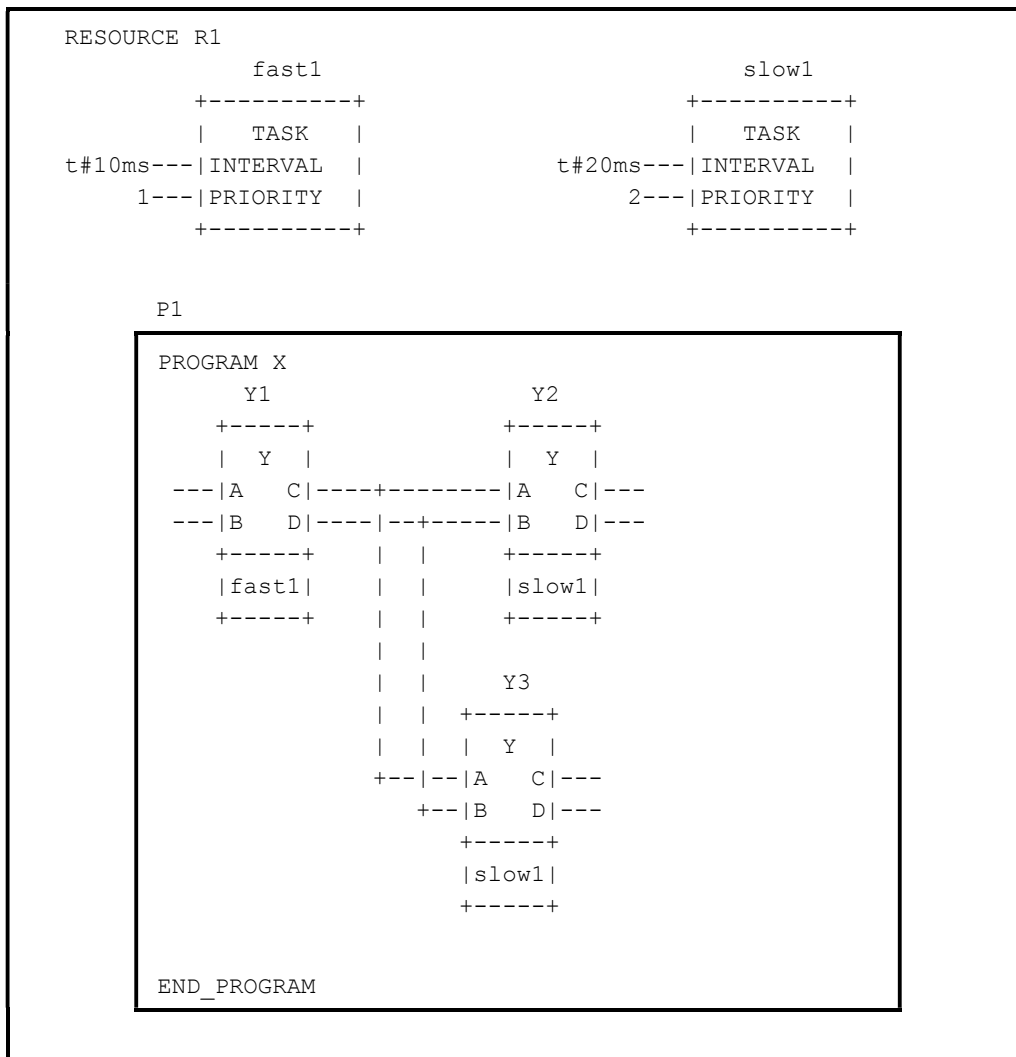 RESOURCE R1
fast1 slow1
+----------+ +----------+
| TASK | | TASK |
t#10ms---|INTERVAL | t#20ms---|INTERVAL |
1---|PRIORITY | 2---|PRIORITY |
+----------+ +----------+
P1
PROGRAM X
Y1 Y2
+-----+ +-----+
| Y | | Y |
---|A C|----+--------|A C|---
---|B D|----|--+-----|B D|---
+-----+ | | +-----+
|fast1| | | |slow1|
+-----+ | | +-----+
| |
| | Y3
| | +-----+
| | | Y |
+--|--|A C|---
+--|B D|---
+-----+
|slow1|
+-----+
END_PROGRAM